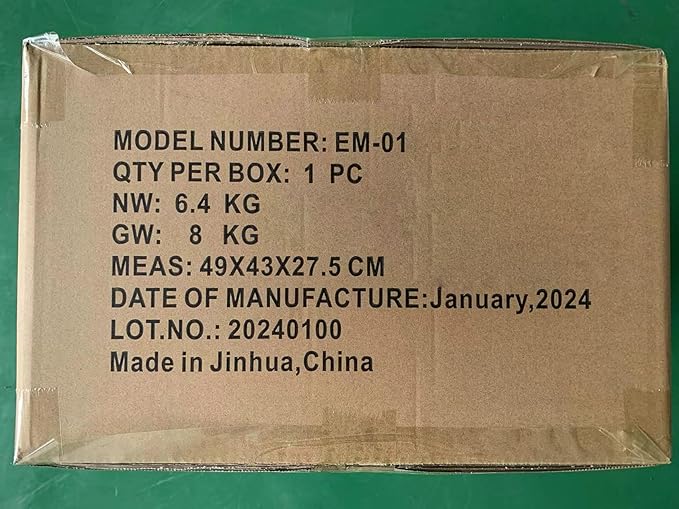 MODEL NUMBER: EM-01
QTY PER BOX: 1 PC
NW: 6.4 KG
GW: 8 KG
MEAS: 49X43X27.5 CM
DATE OF MANUFACTURE:January,2024
LOT.NO.: 20240100
Made in Jinhua,China